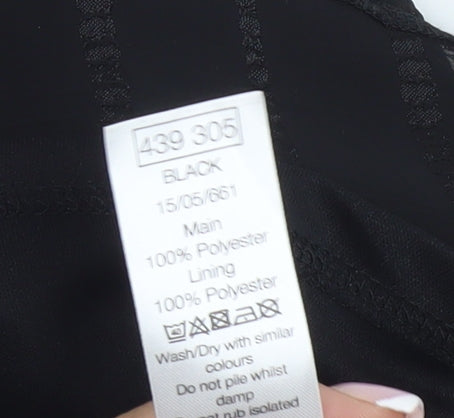 439 305
BLACK
15/05/661
Main
100% Polyester
Lining
100% Polyester
Wash/Dry with similar
colours
Do not pile whilst
damp
not rub isolated